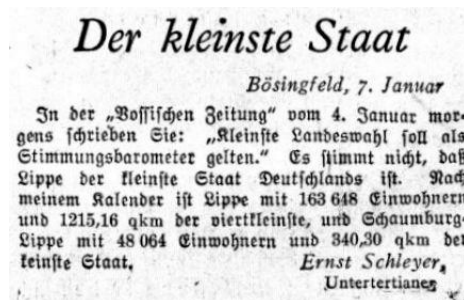 Der kleinste Staat
Bösingfeld, 7. Januar
In der „Vossischen Zeitung“ vom 4. Januar mor-
gens schrieben Sie: „Kleinste Landeswahl soll als
Stimmungsbarometer gelten.“ Es stimmt nicht, daß
Lippe der kleinste Staat Deutschlands ist. Nach
meinem Kalender ist Lippe mit 163 648 Einwohnern
und 1215,16 qkm der viertkleinste, und Schaumburg-
Lippe mit 48 064 Einwohnern und 340,30 qkm der
keinste Staat.
Ernst Schleyer,
Untertertianer